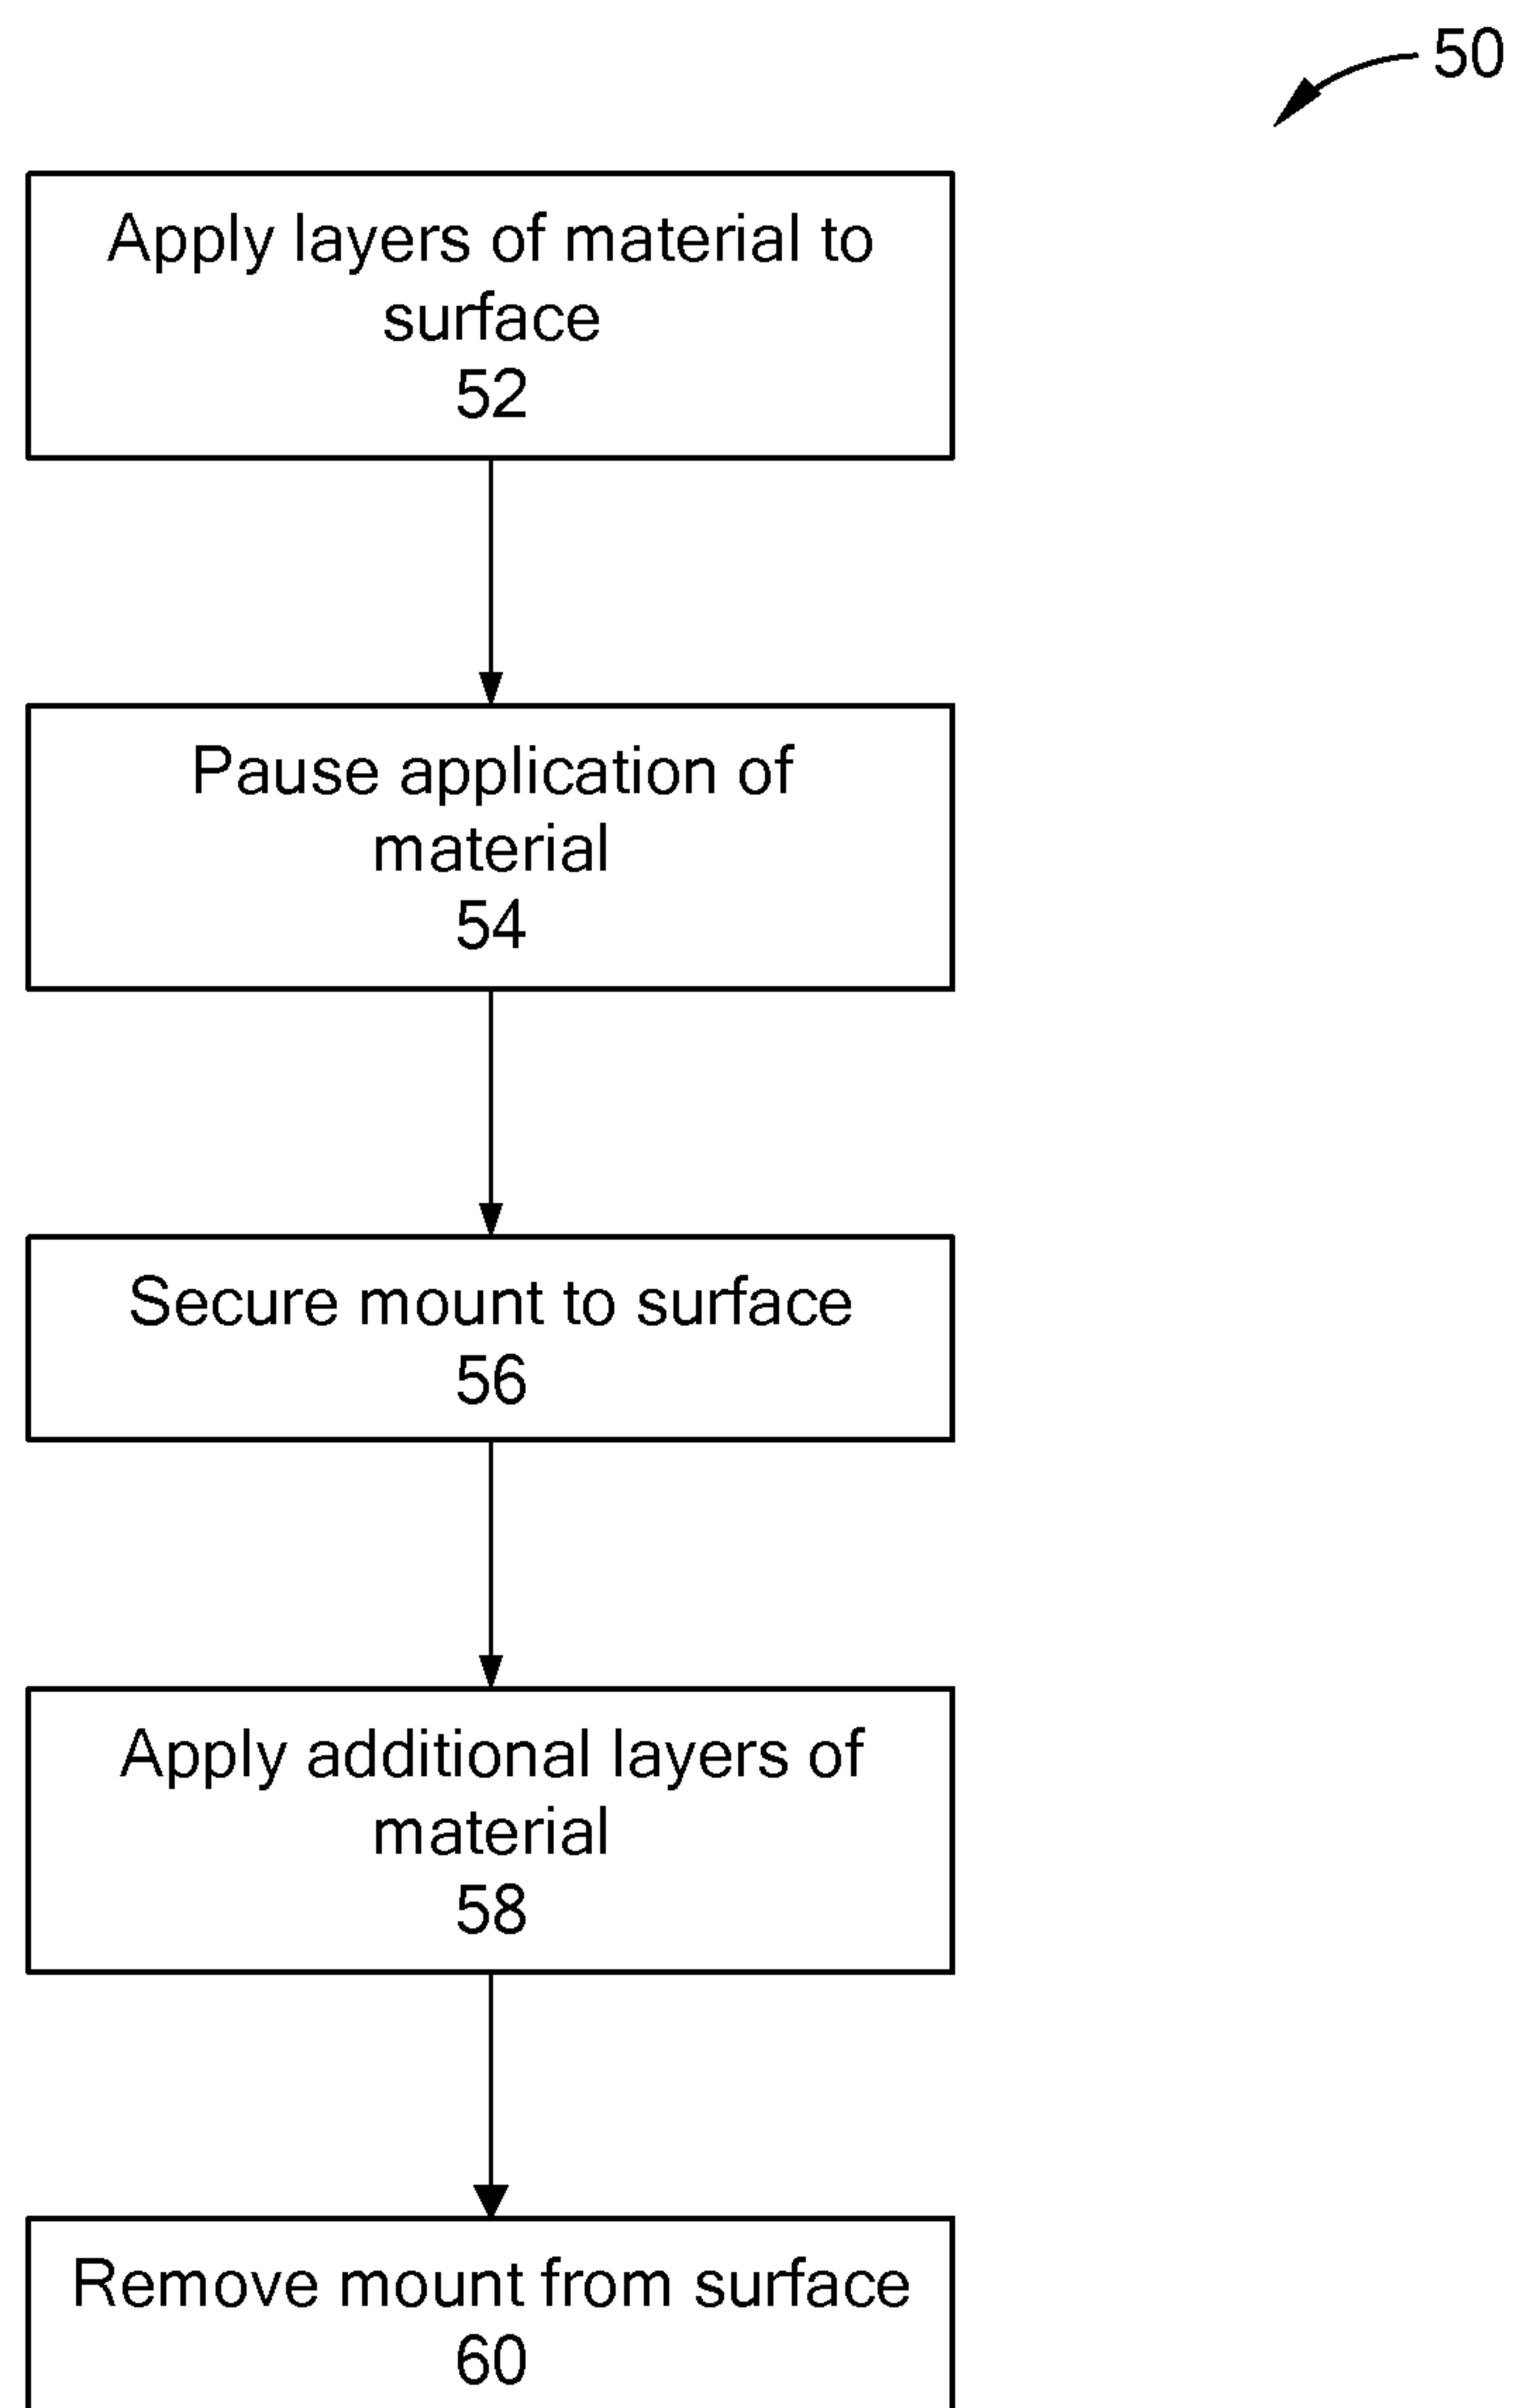 50
Apply layers of material to
surface
52
Pause application of
material
54
Secure mount to surface
56
Apply additional layers of
material
58
Remove mount from surface
60